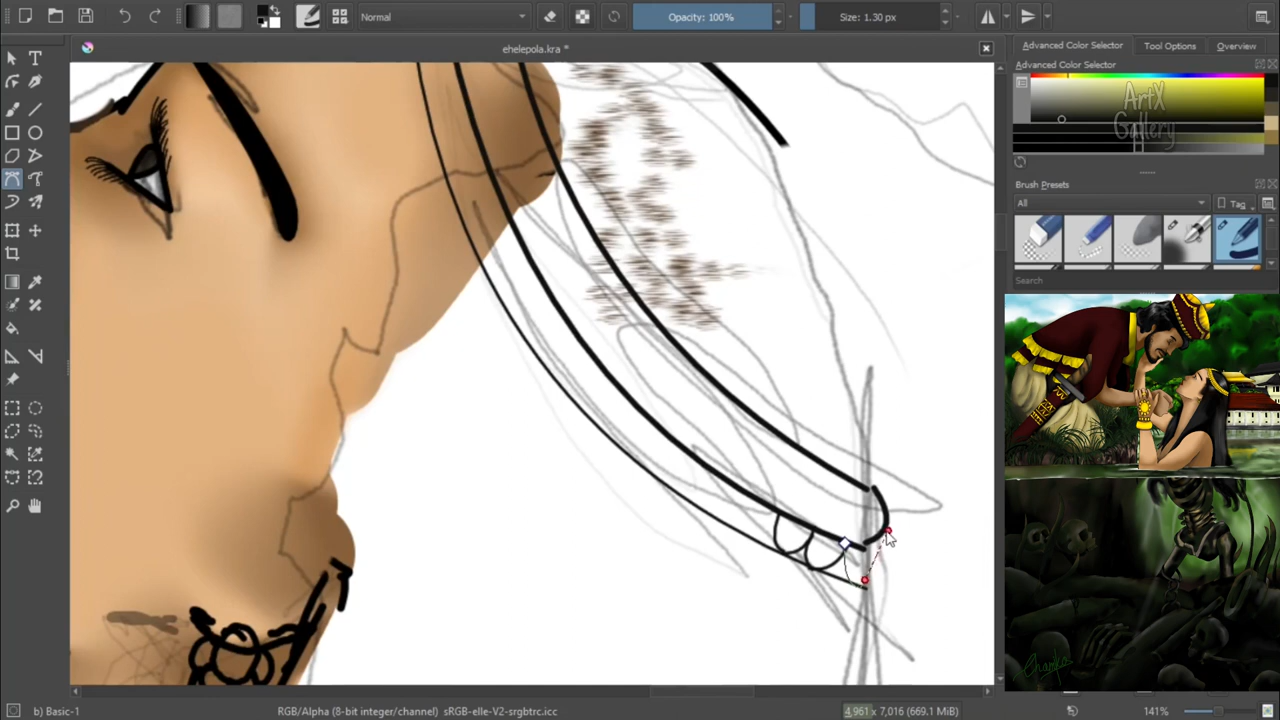 Normal
Opacity: 100%
Size: 1.30 px
ehelepola.kra *
Advanced Color Selector
Tool Options
Overview
Advanced Color Selector
ArtX
Gallery
Brush Presets
All
Tag
Search
b) Basic-1
RGB/Alpha (8-bit integer/channel) sRGB-elle-V2-srgbtrc.icc
4,961 x 7,016 (669.1 MiB)
141%